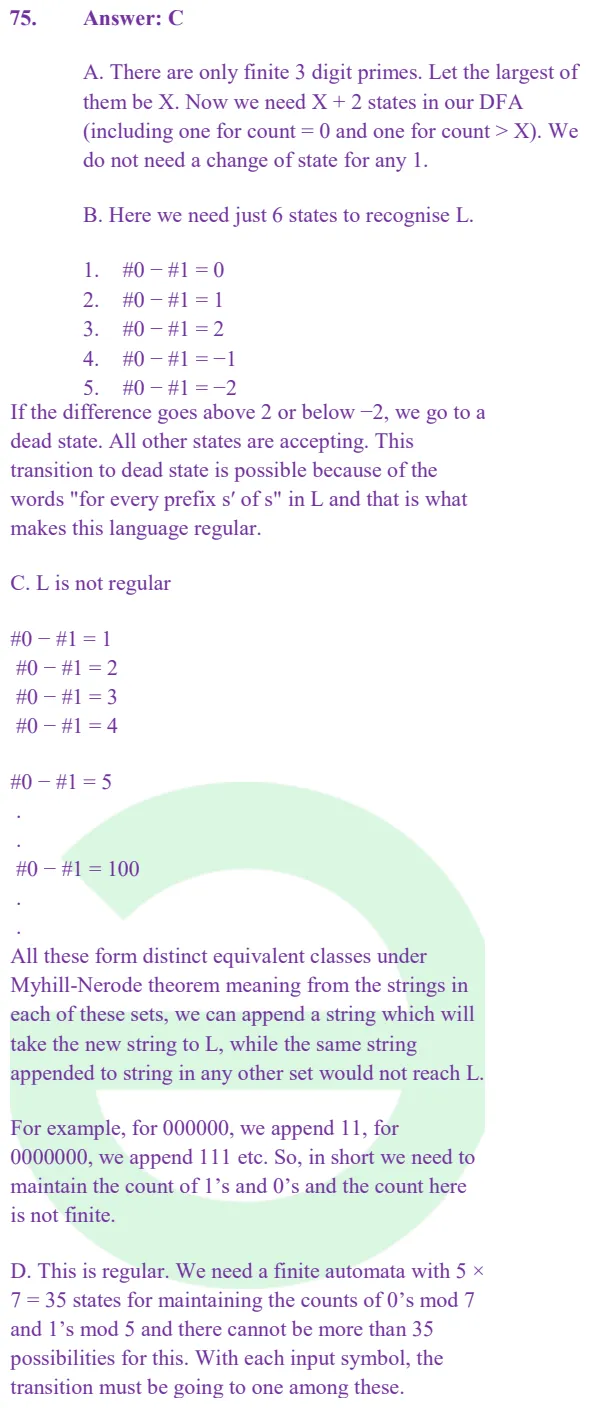 75. Answer: C
A. There are only finite 3 digit primes. Let the largest of
them be X. Now we need X + 2 states in our DFA
(including one for count = 0 and one for count > X). We
do not need a change of state for any 1.
B. Here we need just 6 states to recognise L.
1. #0 − #1 = 0
2. #0 − #1 = 1
3. #0 − #1 = 2
4. #0 − #1 = −1
5. #0 − #1 = −2
If the difference goes above 2 or below −2, we go to a
dead state. All other states are accepting. This
transition to dead state is possible because of the
words "for every prefix s′ of s" in L and that is what
makes this language regular.
C. L is not regular
#0 − #1 = 1
#0 − #1 = 2
#0 − #1 = 3
#0 − #1 = 4
#0 − #1 = 5
.
.
#0 − #1 = 100
.
.
All these form distinct equivalent classes under
Myhill-Nerode theorem meaning from the strings in
each of these sets, we can append a string which will
take the new string to L, while the same string
appended to string in any other set would not reach L.
For example, for 000000, we append 11, for
0000000, we append 111 etc. So, in short we need to
maintain the count of 1’s and 0’s and the count here
is not finite.
D. This is regular. We need a finite automata with 5 ×
7 = 35 states for maintaining the counts of 0’s mod 7
and 1’s mod 5 and there cannot be more than 35
possibilities for this. With each input symbol, the
transition must be going to one among these.